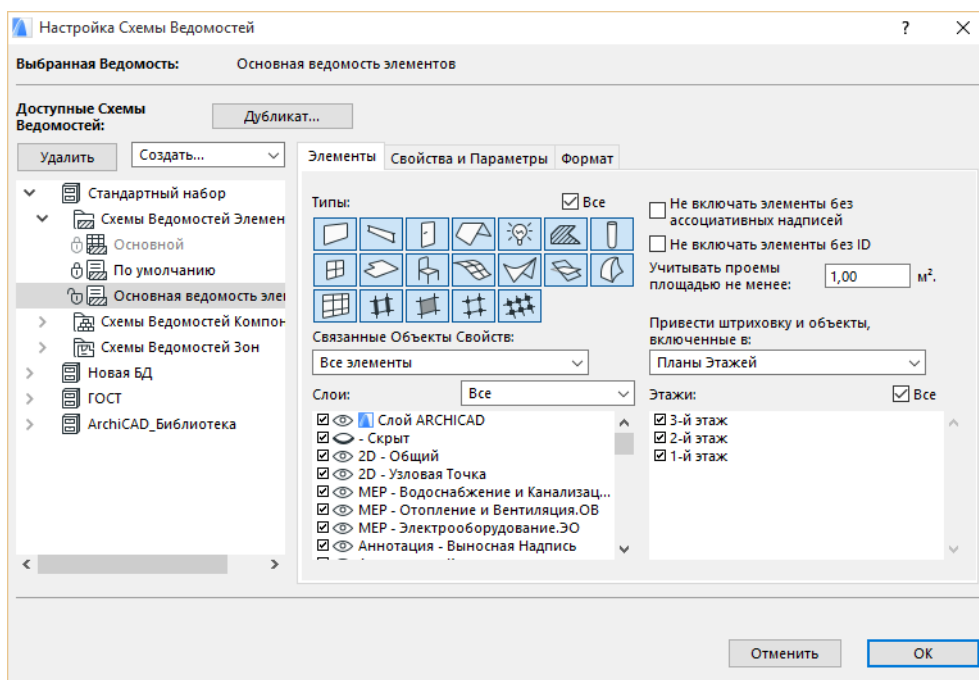 Настройка Схемы Ведомостей
?
Выбранная Ведомость: Основная ведомость элементов
Доступные Схемы
Ведомостей:
Дубликат...
Удалить
Создать...
Стандартный набор
Схемы Ведомостей Элемен
Основной
По умолчанию
Основная ведомость элег
Схемы Ведомостей Компон
Схемы Ведомостей Зон
Новая БД
ГОСТ
ArchiCAD_Библиотека
Элементы Свойства и Параметры Формат
Типы:
Все
Не включать элементы без
ассоциативных надписей
Не включать элементы без ID
Учитывать проемы
площадью не менее:
1,00 м².
Связанные Объекты Свойств:
Все элементы
Привести штриховку и объекты,
включенные в:
Планы Этажей
Слои:
Все
Слой ARCHICAD
- Скрыт
2D - Общий
2D - Узловая Точка
МЕР - Водоснабжение и Канализац...
МЕР - Отопление и Вентиляция.ОВ
МЕР - Электрооборудование.ЭО
Аннотация - Выносная Надпись
Этажи:
Все
3-й этаж
2-й этаж
1-й этаж
Отменить
OK